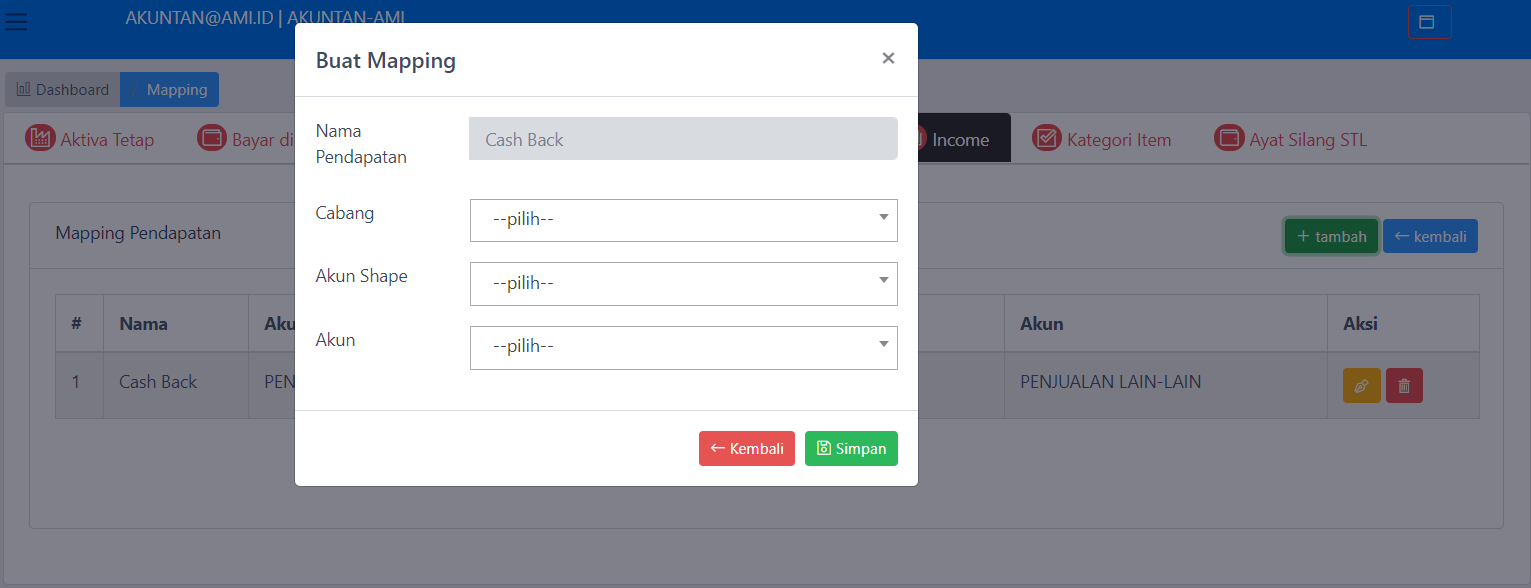 AKUNTAN@AMI.ID | AKUNTAN-AMI
Dashboard / Mapping
Aktiva Tetap
Bayar di
Income
Kategori Item
Ayat Silang STL
Mapping Pendapatan
+ tambah
← kembali
# Nama Aku Akun Aksi
1 Cash Back PEN PENJUALAN LAIN-LAIN
Buat Mapping ×
Nama
Pendapatan
Cash Back
Cabang --pilih--
Akun Shape --pilih--
Akun --pilih--
← Kembali
Simpan